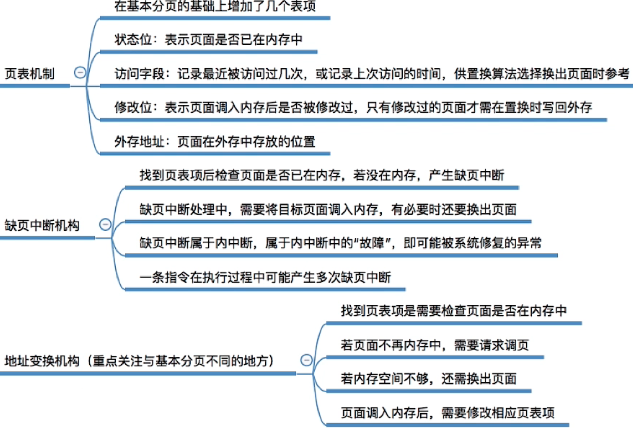 页表机制
在基本分页的基础上增加了几个表项
状态位：表示页面是否已在内存中
访问字段：记录最近被访问过几次，或记录上次访问的时间，供置换算法选择换出页面时参考
修改位：表示页面调入内存后是否被修改过，只有修改过的页面才需在置换时写回外存
外存地址：页面在外存中存放的位置
缺页中断机构
找到页表项后检查页面是否已在内存，若没在内存，产生缺页中断
缺页中断处理中，需要将目标页面调入内存，有必要时还要换出页面
缺页中断属于内中断，属于内中断中的“故障”，即可能被系统修复的异常
一条指令在执行过程中可能产生多次缺页中断
地址变换机构（重点关注与基本分页不同的地方）
找到页表项是需要检查页面是否在内存中
若页面不再内存中，需要请求调页
若内存空间不够，还需换出页面
页面调入内存后，需要修改相应页表项